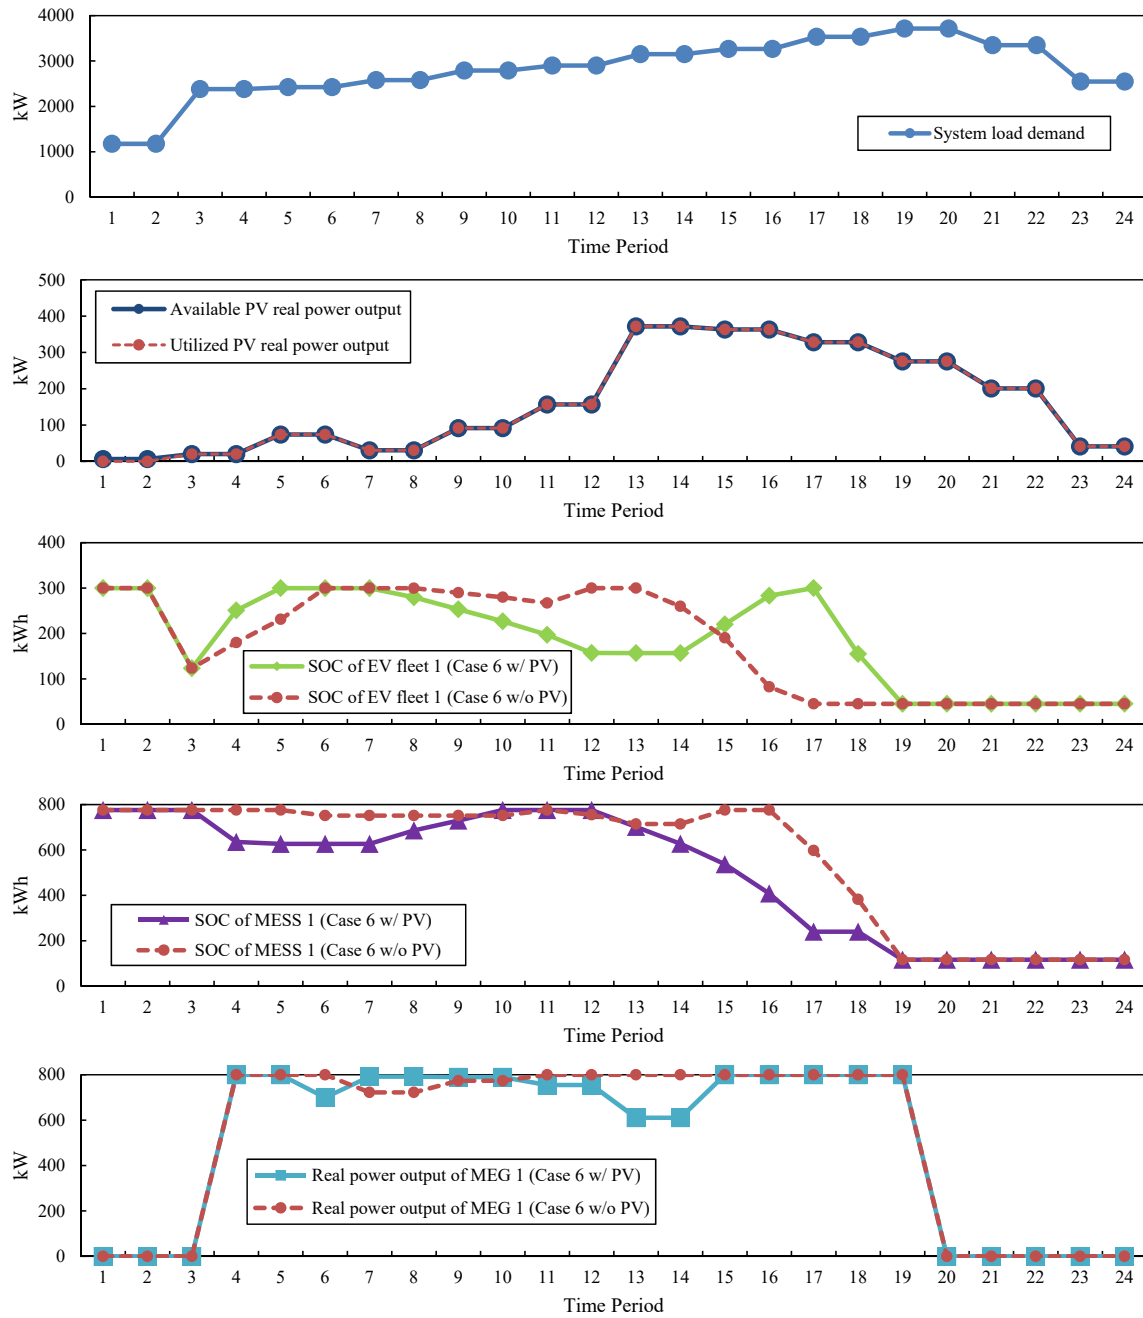 4000
3000
2000
1000
0
kW
System load demand
1 2 3 4 5 6 7 8 9 10 11 12 13 14 15 16 17 18 19 20 21 22 23 24
Time Period
500
400
300
200
100
0
kW
Available PV real power output
Utilized PV real power output
1 2 3 4 5 6 7 8 9 10 11 12 13 14 15 16 17 18 19 20 21 22 23 24
Time Period
400
300
200
100
0
kWh
SOC of EV fleet 1 (Case 6 w/ PV)
SOC of EV fleet 1 (Case 6 w/o PV)
1 2 3 4 5 6 7 8 9 10 11 12 13 14 15 16 17 18 19 20 21 22 23 24
Time Period
800
600
400
200
0
kWh
SOC of MESS 1 (Case 6 w/ PV)
SOC of MESS 1 (Case 6 w/o PV)
1 2 3 4 5 6 7 8 9 10 11 12 13 14 15 16 17 18 19 20 21 22 23 24
Time Period
800
600
400
200
0
kW
Real power output of MEG 1 (Case 6 w/ PV)
Real power output of MEG 1 (Case 6 w/o PV)
1 2 3 4 5 6 7 8 9 10 11 12 13 14 15 16 17 18 19 20 21 22 23 24
Time Period